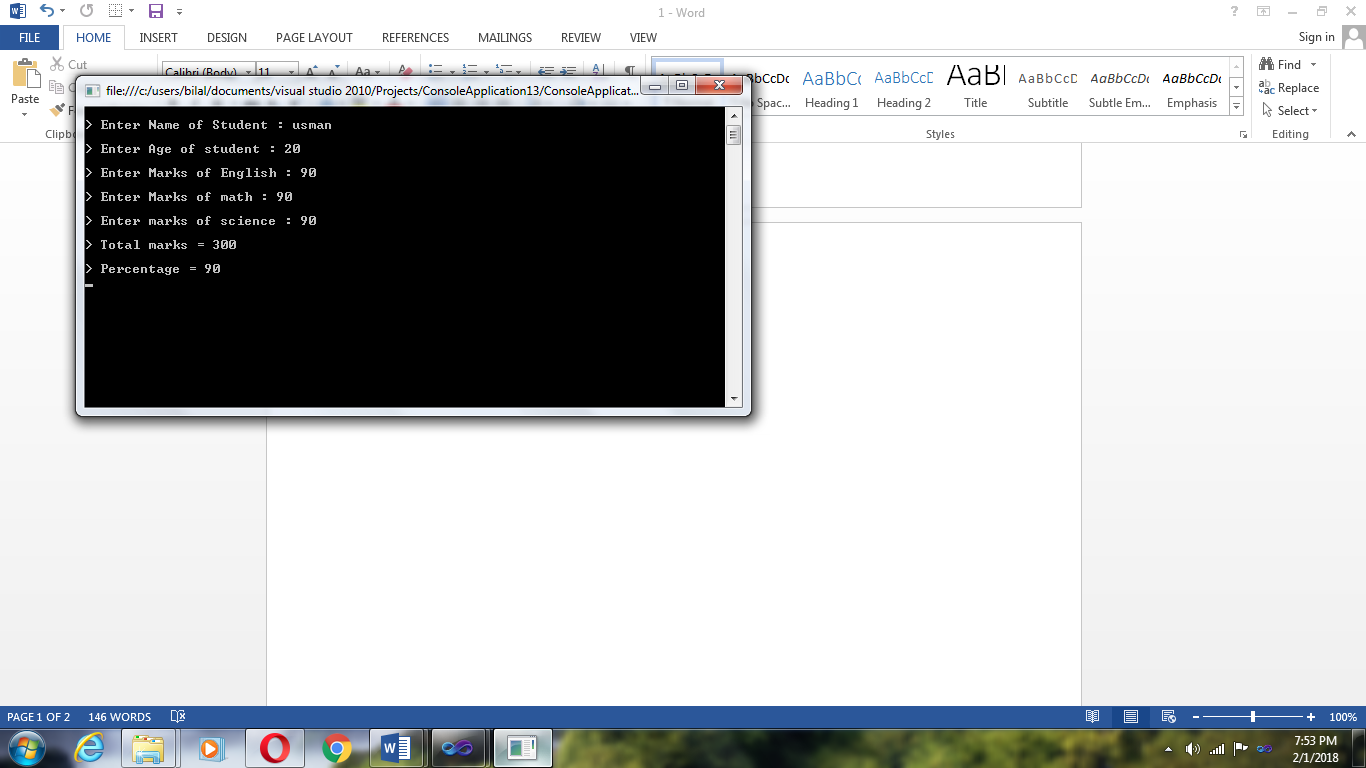 1 - Word
FILE HOME INSERT DESIGN PAGE LAYOUT REFERENCES MAILINGS REVIEW VIEW Sign in
Paste Cut
Calibri (Body) 11
file:///c:/users/bilal/documents/visual studio 2010/Projects/ConsoleApplication13/ConsoleApplicat...
AaBbCc AaBbCcD AaBl AaBbCcD AaBbCcDc AaBbCcDc
Heading 1 Heading 2 Title Subtitle Subtle Em... Emphasis
Find
Replace
Select
Styles Editing
> Enter Name of Student : usman
> Enter Age of student : 20
> Enter Marks of English : 90
> Enter Marks of math : 90
> Enter marks of science : 90
> Total marks = 300
> Percentage = 90
PAGE 1 OF 2 146 WORDS 100%
7:53 PM
2/1/2018